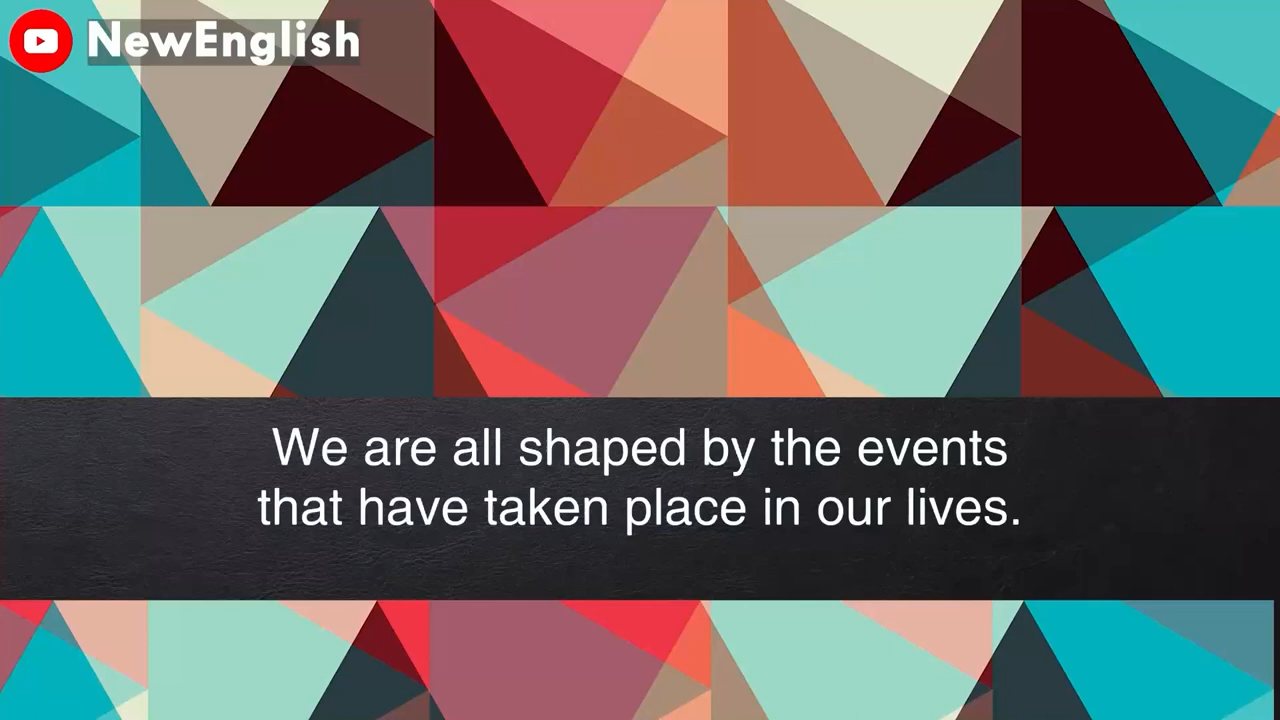 NewEnglish
We are all shaped by the events
that have taken place in our lives.